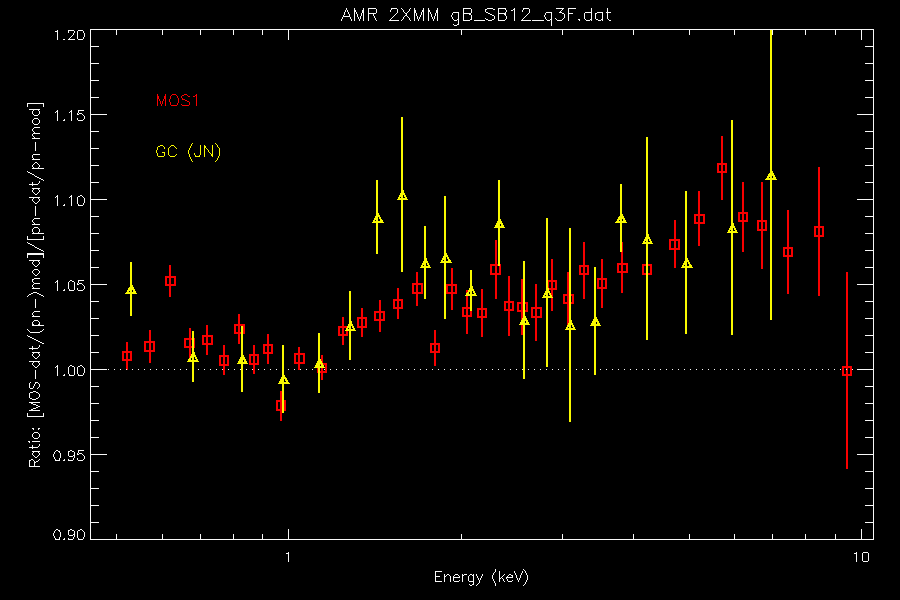 AMR 2XMM gB_SB12_q3F.dat
MOS1
GC (JN)
Ratio: [MOS-dat/(pn-)mod]/[pn-dat/pn-mod]
1.20
1.15
1.10
1.05
1.00
0.95
0.90
1
10
Energy (keV)